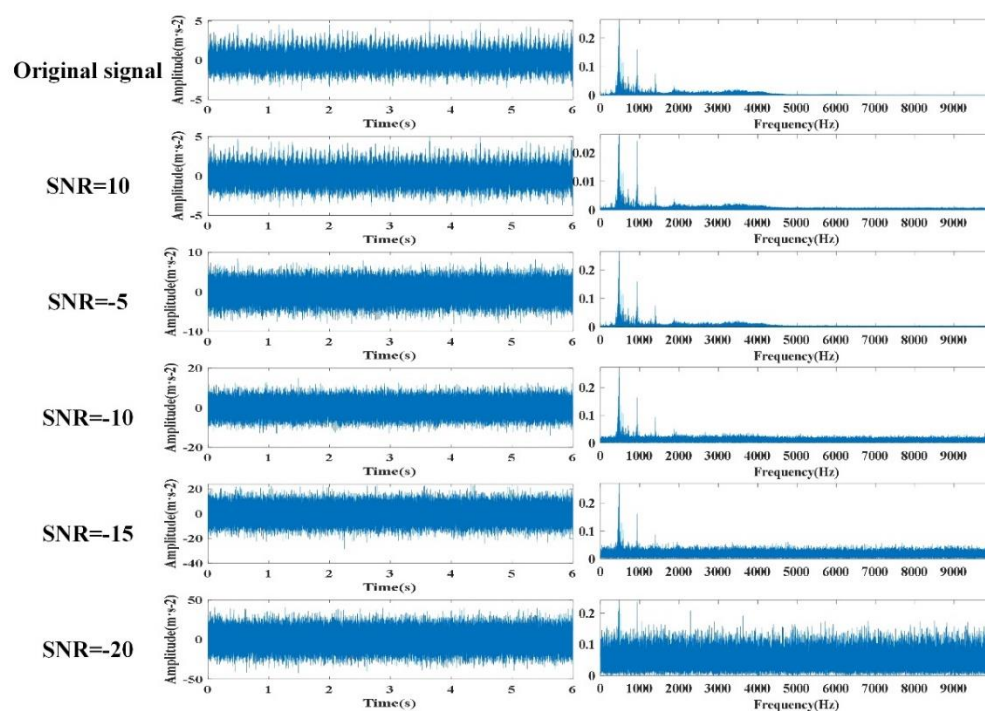 Original signal
Amplitude(m·s-2)
5
0
-5
0 1 2 3 4 5 6
Time(s)
0.2
0.1
0
0 1000 2000 3000 4000 5000 6000 7000 8000 9000
Frequency(Hz)
SNR=10
Amplitude(m·s-2)
5
0
-5
0 1 2 3 4 5 6
Time(s)
0.02
0.01
0
0 1000 2000 3000 4000 5000 6000 7000 8000 9000
Frequency(Hz)
SNR=-5
Amplitude(m·s-2)
10
0
-10
0 1 2 3 4 5 6
Time(s)
0.2
0.1
0
0 1000 2000 3000 4000 5000 6000 7000 8000 9000
Frequency(Hz)
SNR=-10
Amplitude(m·s-2)
20
0
-20
0 1 2 3 4 5 6
Time(s)
0.2
0.1
0
0 1000 2000 3000 4000 5000 6000 7000 8000 9000
Frequency(Hz)
SNR=-15
Amplitude(m·s-2)
20
0
-20
-40
0 1 2 3 4 5 6
Time(s)
0.2
0.1
0
0 1000 2000 3000 4000 5000 6000 7000 8000 9000
Frequency(Hz)
SNR=-20
Amplitude(m·s-2)
50
0
-50
0 1 2 3 4 5 6
Time(s)
0.2
0.1
0
0 1000 2000 3000 4000 5000 6000 7000 8000 9000
Frequency(Hz)